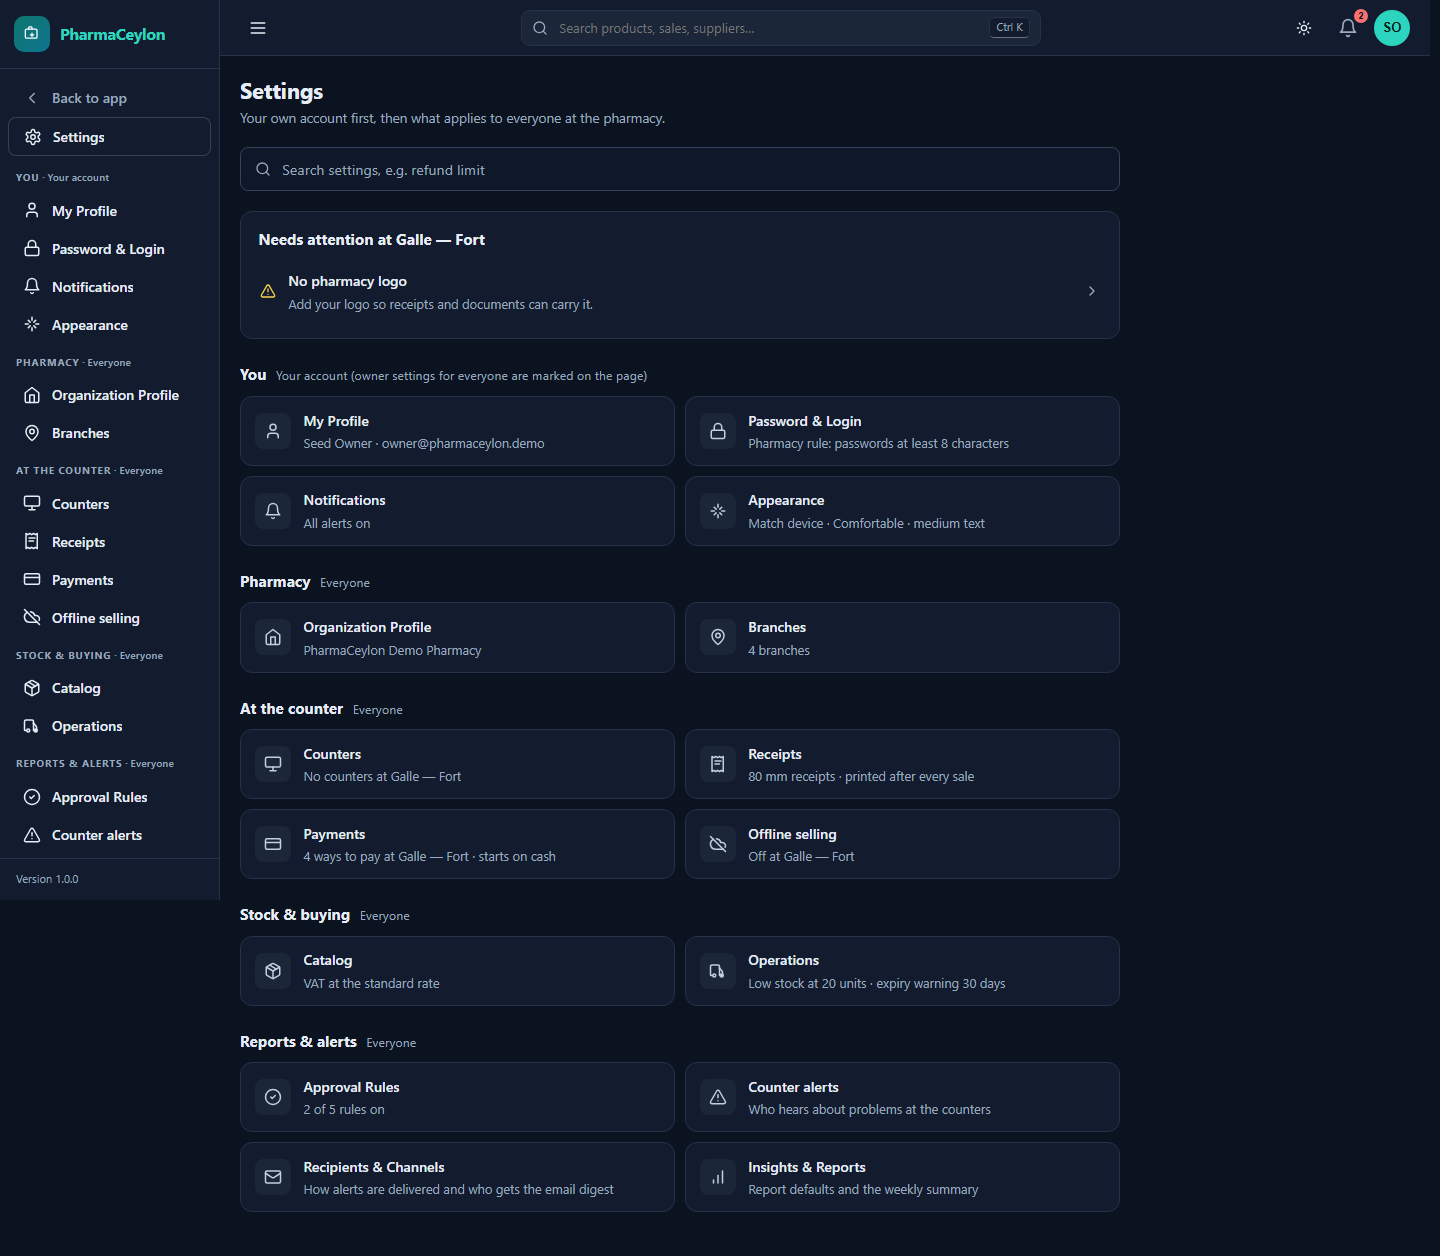 PharmaCeylon
Search products, sales, suppliers...
Ctrl K
2
SO
Back to app
Settings
YOU · Your account
My Profile
Password & Login
Notifications
Appearance
PHARMACY · Everyone
Organization Profile
Branches
AT THE COUNTER · Everyone
Counters
Receipts
Payments
Offline selling
STOCK & BUYING · Everyone
Catalog
Operations
REPORTS & ALERTS · Everyone
Approval Rules
Counter alerts
Version 1.0.0
Settings
Your own account first, then what applies to everyone at the pharmacy.
Search settings, e.g. refund limit
Needs attention at Galle — Fort
No pharmacy logo
Add your logo so receipts and documents can carry it.
You Your account (owner settings for everyone are marked on the page)
My Profile
Seed Owner · owner@pharmaceylon.demo
Password & Login
Pharmacy rule: passwords at least 8 characters
Notifications
All alerts on
Appearance
Match device · Comfortable · medium text
Pharmacy Everyone
Organization Profile
PharmaCeylon Demo Pharmacy
Branches
4 branches
At the counter Everyone
Counters
No counters at Galle — Fort
Receipts
80 mm receipts · printed after every sale
Payments
4 ways to pay at Galle — Fort · starts on cash
Offline selling
Off at Galle — Fort
Stock & buying Everyone
Catalog
VAT at the standard rate
Operations
Low stock at 20 units · expiry warning 30 days
Reports & alerts Everyone
Approval Rules
2 of 5 rules on
Counter alerts
Who hears about problems at the counters
Recipients & Channels
How alerts are delivered and who gets the email digest
Insights & Reports
Report defaults and the weekly summary